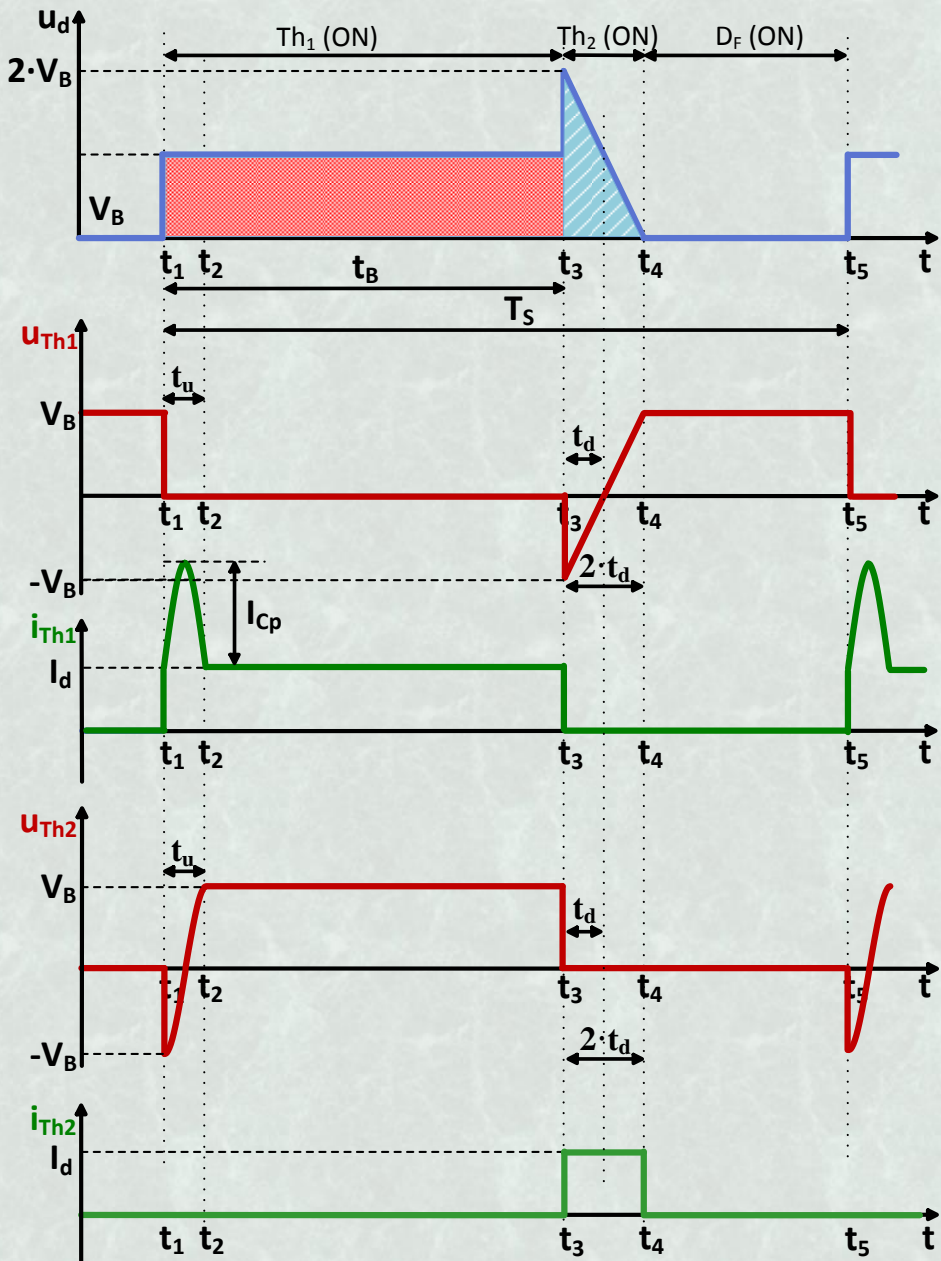 u_d
Th₁ (ON) Th₂ (ON) D_F (ON)
2·V_B
V_B
t₁ t₂ t_B t₃ t₄ t₅ t
T_S
u_Th1
t_u
V_B
t_d
t₁ t₂ t₃ t₄ t₅ t
-V_B
2·t_d
I_Cp
i_Th1
I_d
t₁ t₂ t₃ t₄ t₅ t
u_Th2
t_u
V_B
t_d
t₁ t₂ t₃ t₄ t₅ t
2·t_d
-V_B
i_Th2
I_d
t₁ t₂ t₃ t₄ t₅ t